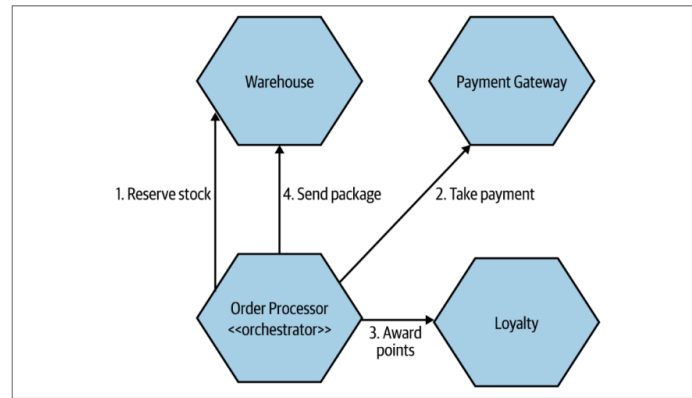 Warehouse
Payment Gateway
1. Reserve stock
4. Send package
2. Take payment
Order Processor
<<orchestrator>>
3. Award
points
Loyalty